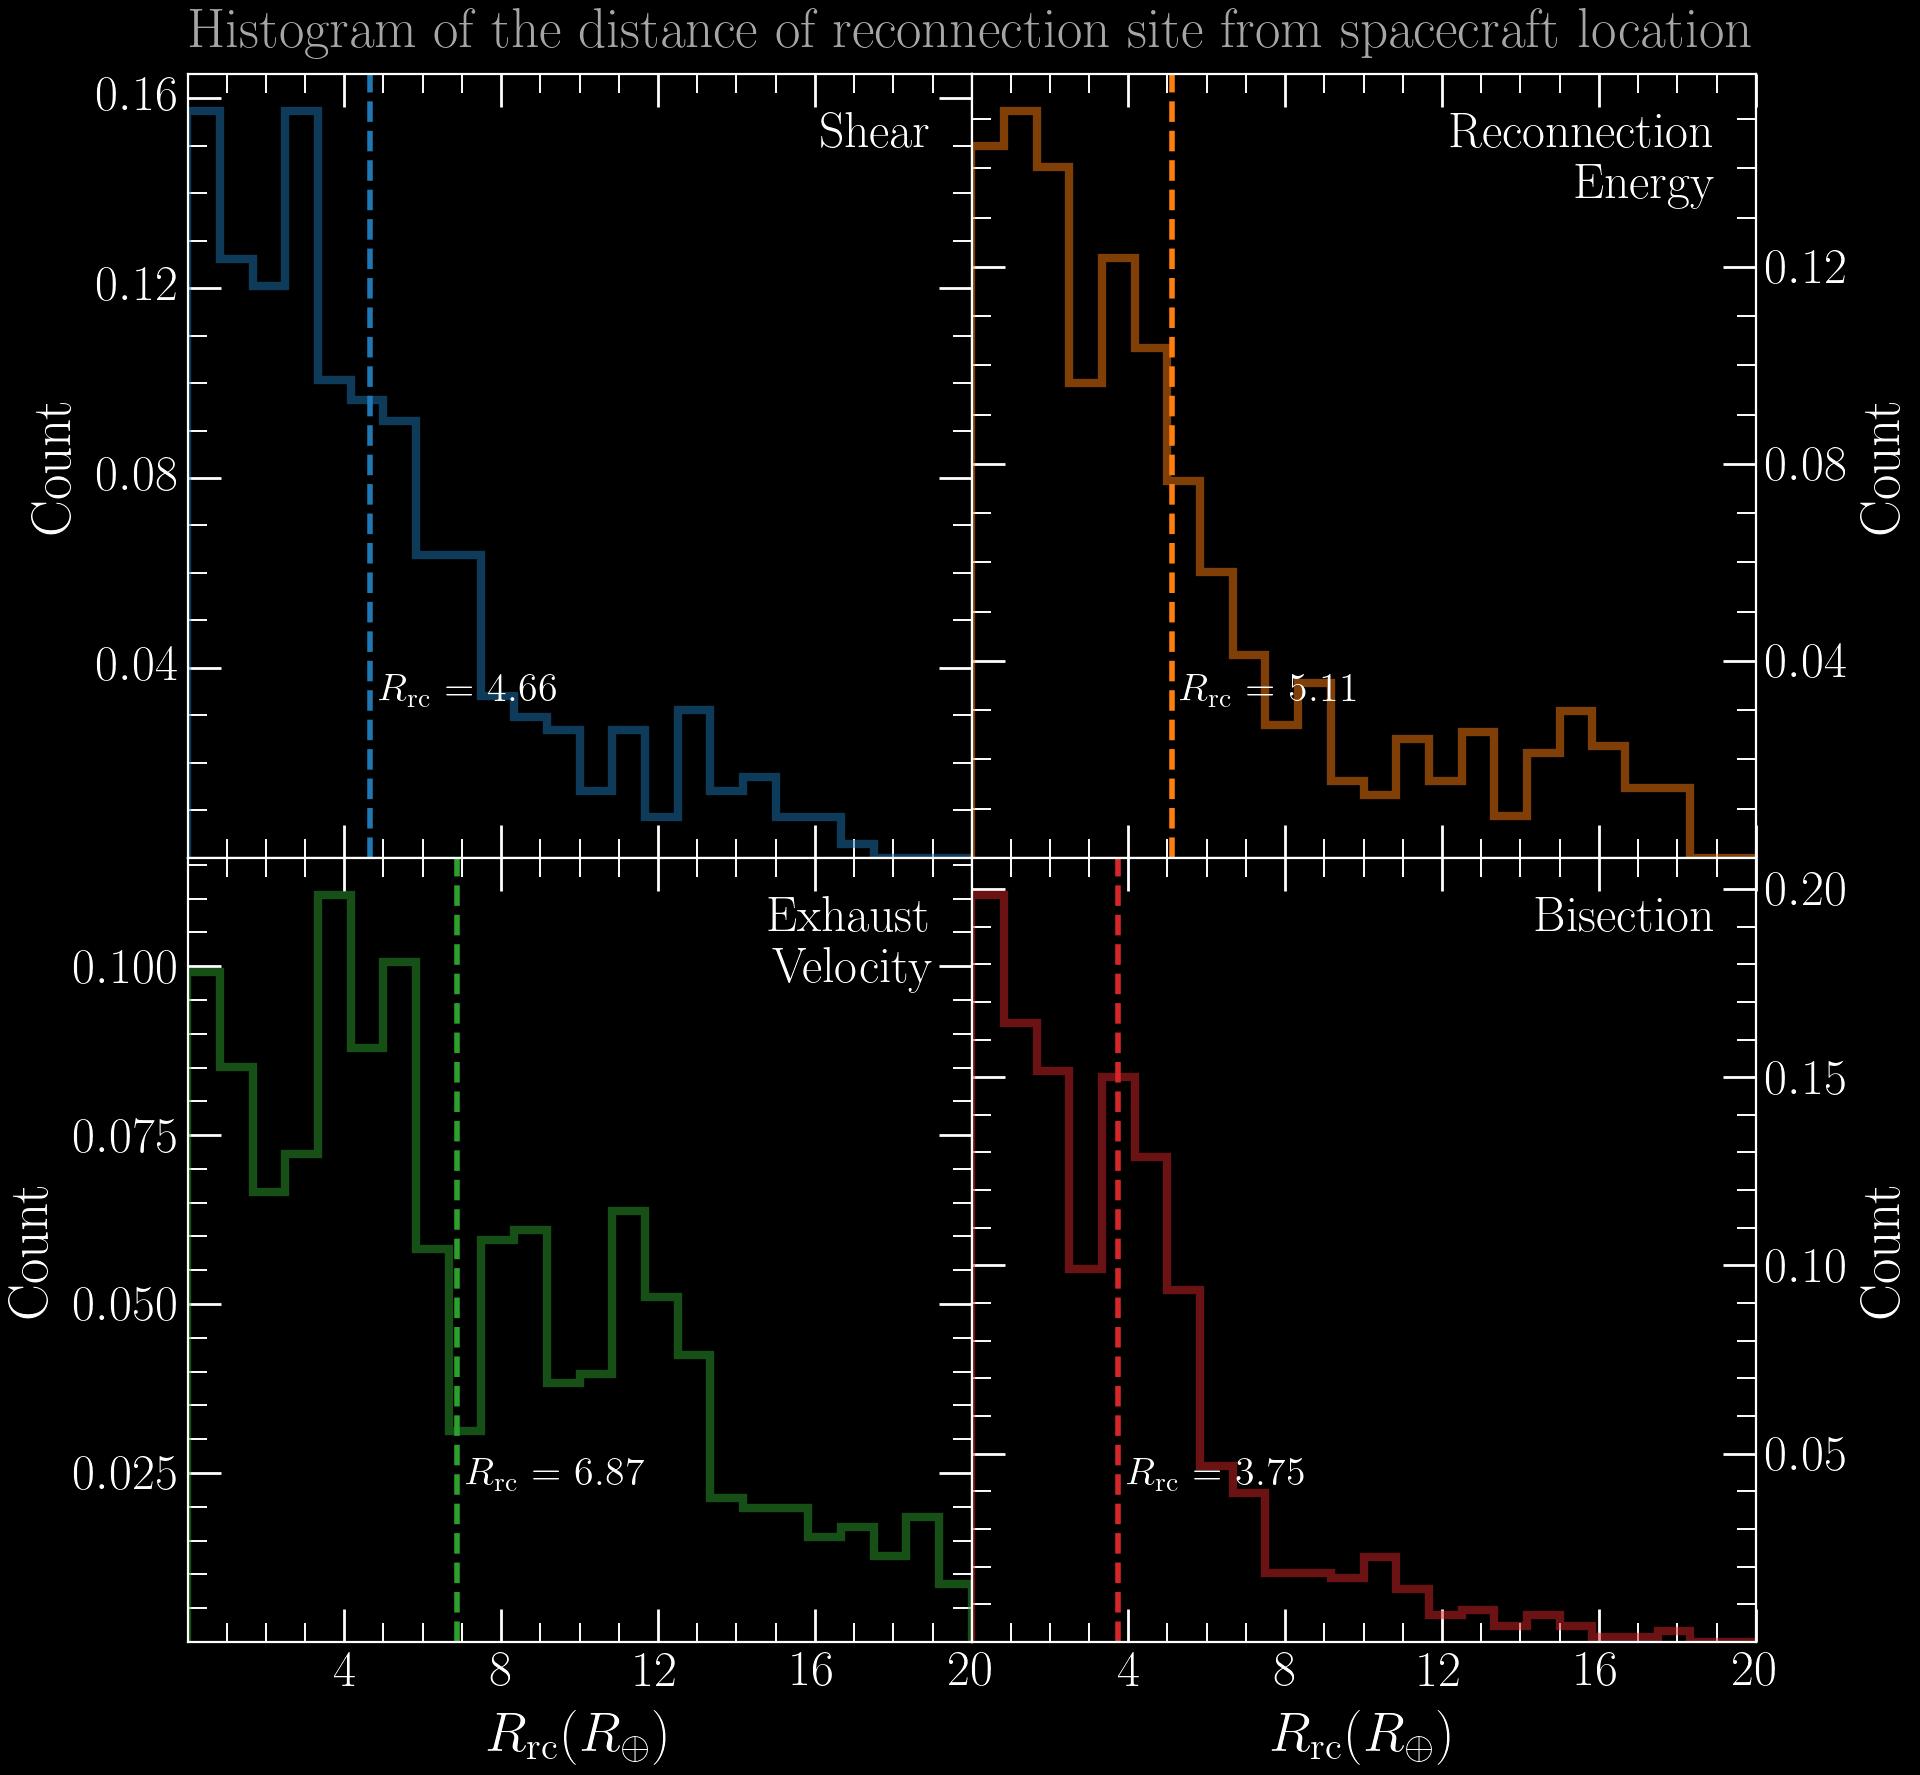 Histogram of the distance of reconnection site from spacecraft location
Shear
0.16
0.12
0.08
0.04
Count
R_rc = 4.66
Reconnection
Energy
0.12
0.08
0.04
Count
R_rc = 5.11
Exhaust
Velocity
0.100
0.075
0.050
0.025
Count
R_rc = 6.87
4 8 12 16 20
R_rc(R_⊕)
Bisection
0.20
0.15
0.10
0.05
Count
R_rc = 3.75
4 8 12 16 20
R_rc(R_⊕)